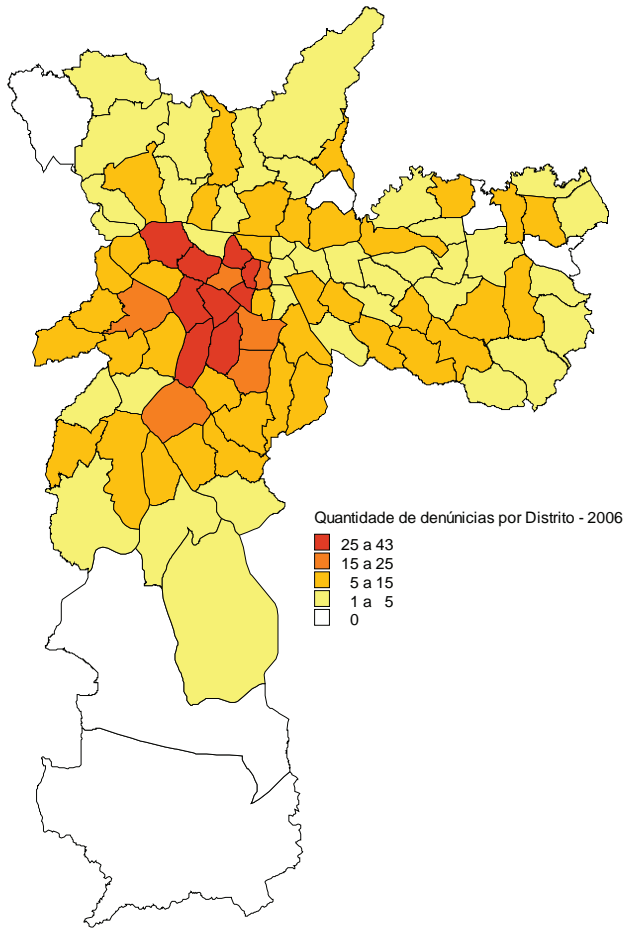 Quantidade de denúnicias por Distrito - 2006
25 a 43
15 a 25
5 a 15
1 a 5
0